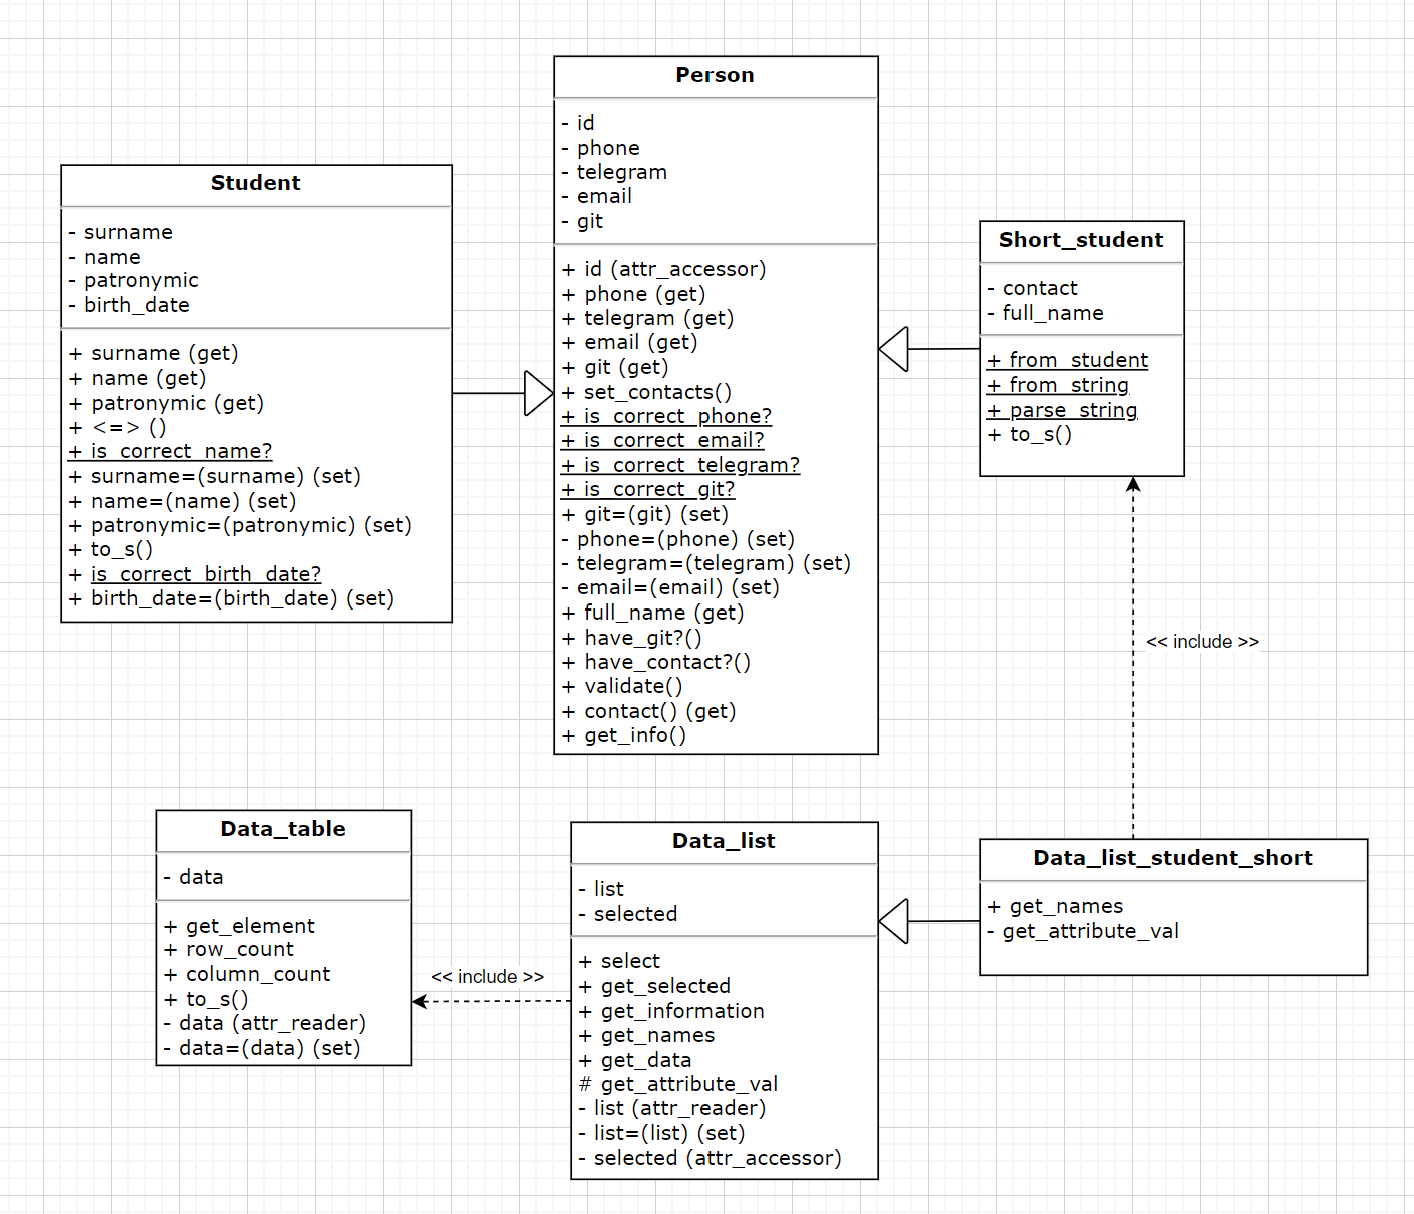 Person
- id
- phone
- telegram
- email
- git
+ id (attr_accessor)
+ phone (get)
+ telegram (get)
+ email (get)
+ git (get)
+ set_contacts()
+ is_correct_phone?
+ is_correct_email?
+ is_correct_telegram?
+ is_correct_git?
+ git=(git) (set)
- phone=(phone) (set)
- telegram=(telegram) (set)
- email=(email) (set)
+ full_name (get)
+ have_git?()
+ have_contact?()
+ validate()
+ contact() (get)
+ get_info()
Student
- surname
- name
- patronymic
- birth_date
+ surname (get)
+ name (get)
+ patronymic (get)
+ <=> ()
+ is_correct_name?
+ surname=(surname) (set)
+ name=(name) (set)
+ patronymic=(patronymic) (set)
+ to_s()
+ is_correct_birth_date?
+ birth_date=(birth_date) (set)
Short_student
- contact
- full_name
+ from_student
+ from_string
+ parse_string
+ to_s()
<< include >>
Data_table
- data
+ get_element
+ row_count
+ column_count
+ to_s()
- data (attr_reader)
- data=(data) (set)
<< include >>
Data_list
- list
- selected
+ select
+ get_selected
+ get_information
+ get_names
+ get_data
# get_attribute_val
- list (attr_reader)
- list=(list) (set)
- selected (attr_accessor)
Data_list_student_short
+ get_names
- get_attribute_val